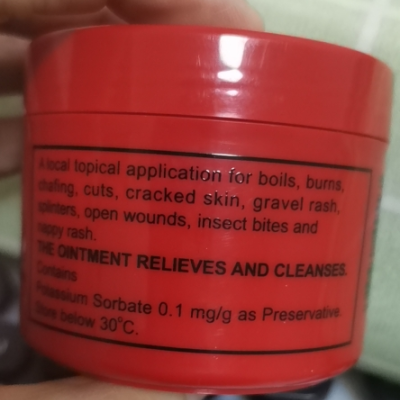 A local topical application for boils, burns,
chafing, cuts, cracked skin, gravel rash,
splinters, open wounds, insect bites and
nappy rash.
THE OINTMENT RELIEVES AND CLEANSES.
Contains
Potassium Sorbate 0.1 mg/g as Preservative.
Store below 30°C.